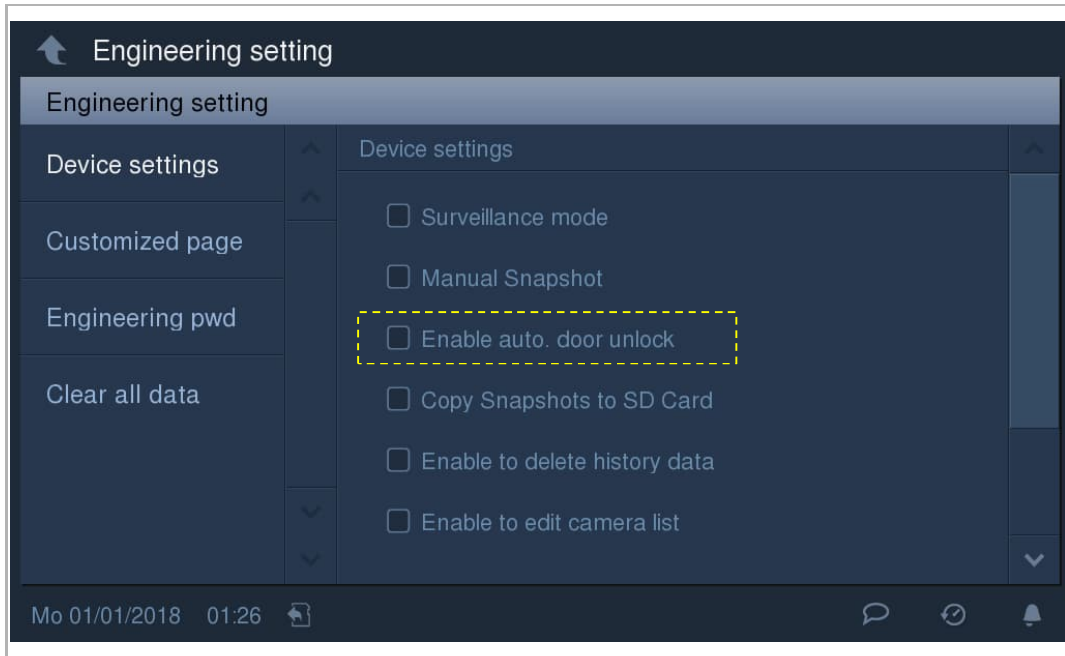 Engineering setting
Engineering setting
Device settings
Customized page
Engineering pwd
Clear all data
Device settings
Surveillance mode
Manual Snapshot
Enable auto. door unlock
Copy Snapshots to SD Card
Enable to delete history data
Enable to edit camera list
Mo 01/01/2018 01:26